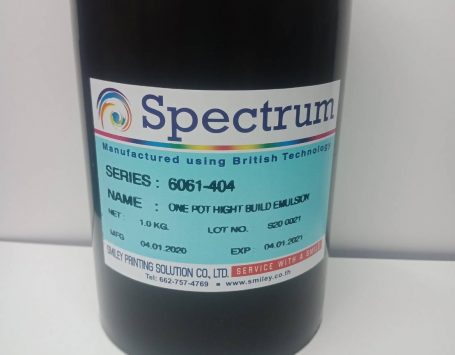 Spectrum
Manufactured using British Technology
SERIES : 6061-404
NAME : ONE POT HIGHT BUILD EMULSION
NET : 1.0 KG. LOT NO. S20 0021
MFG 04.01.2020 EXP 04.01.2021
SMILEY PRINTING SOLUTION CO., LTD. SERVICE WITH A SMILE
Tel: 662-757-4769 ■ www.smiley.co.th